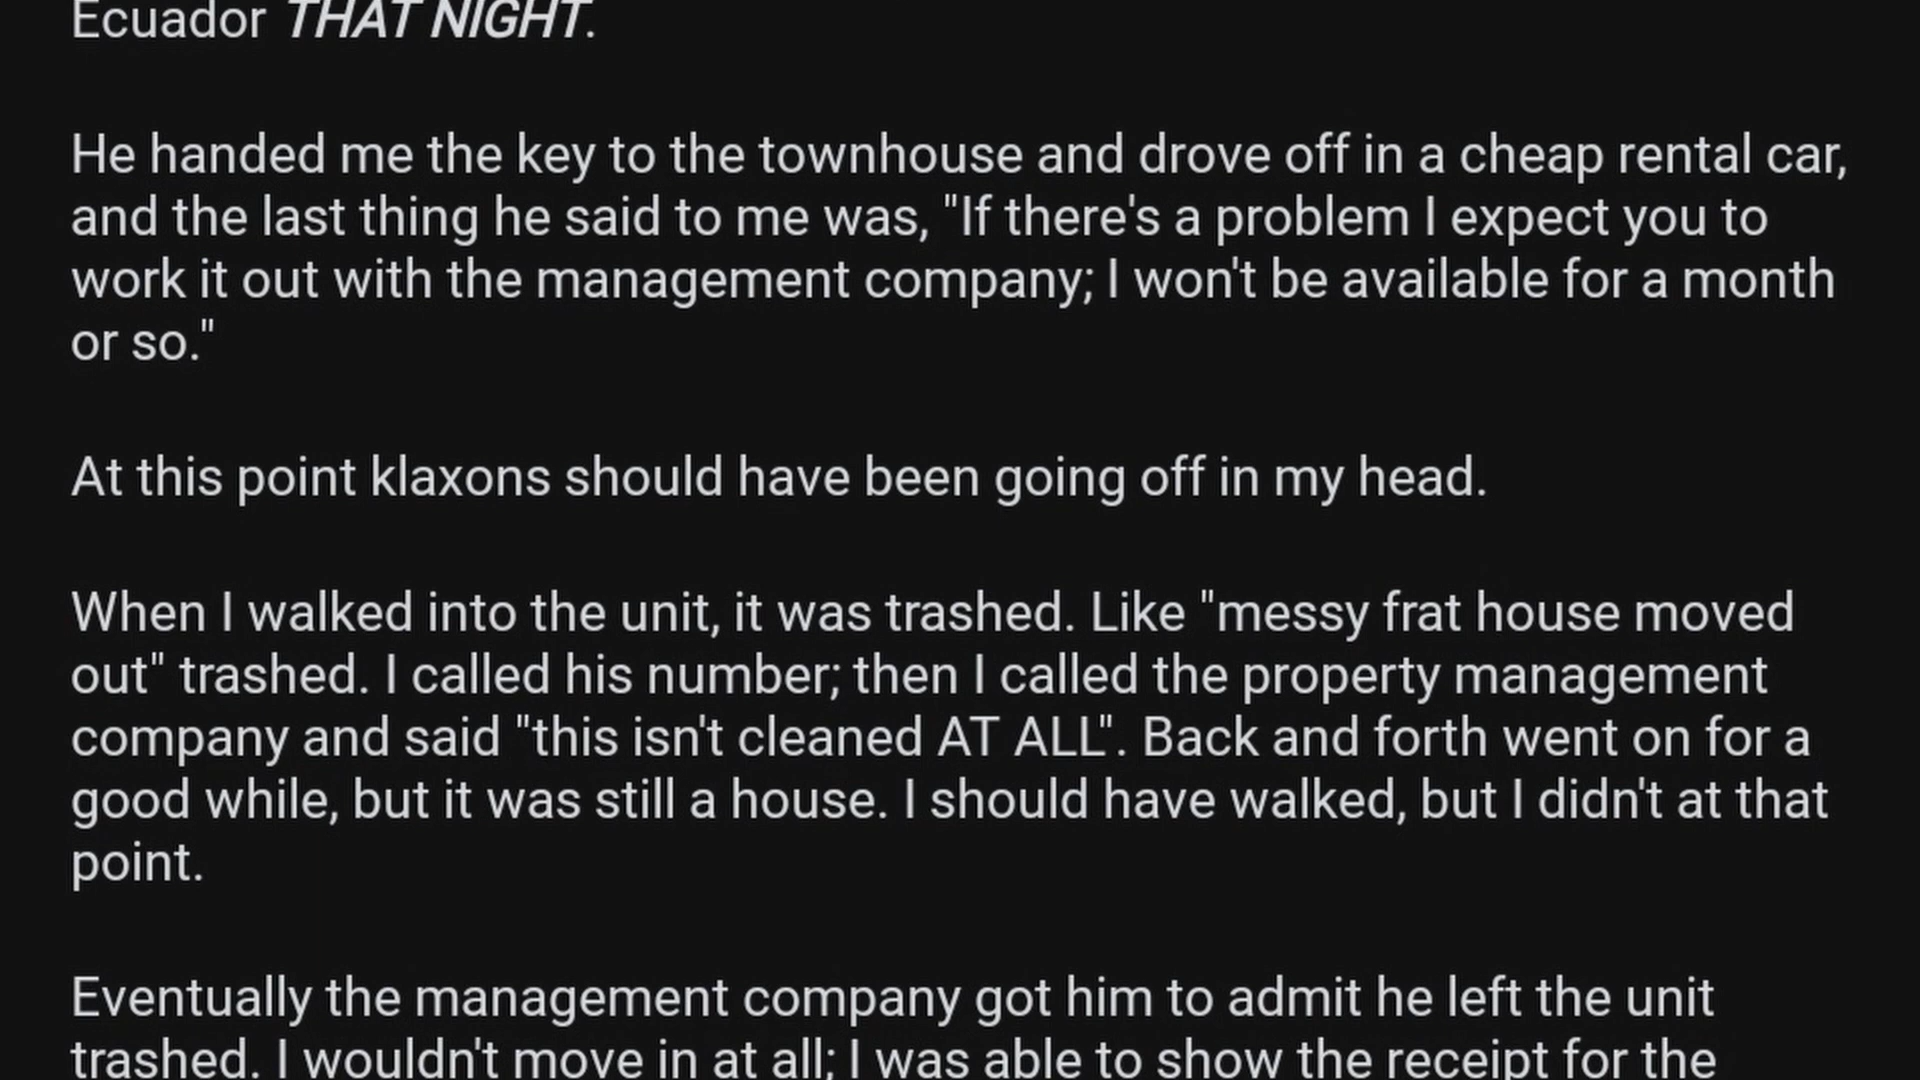 Ecuador THAT NIGHT.
He handed me the key to the townhouse and drove off in a cheap rental car,
and the last thing he said to me was, "If there's a problem I expect you to
work it out with the management company; I won't be available for a month
or so."
At this point klaxons should have been going off in my head.
When I walked into the unit, it was trashed. Like "messy frat house moved
out" trashed. I called his number; then I called the property management
company and said "this isn't cleaned AT ALL". Back and forth went on for a
good while, but it was still a house. I should have walked, but I didn't at that
point.
Eventually the management company got him to admit he left the unit
trashed. I wouldn't move in at all; I was able to show the receipt for the